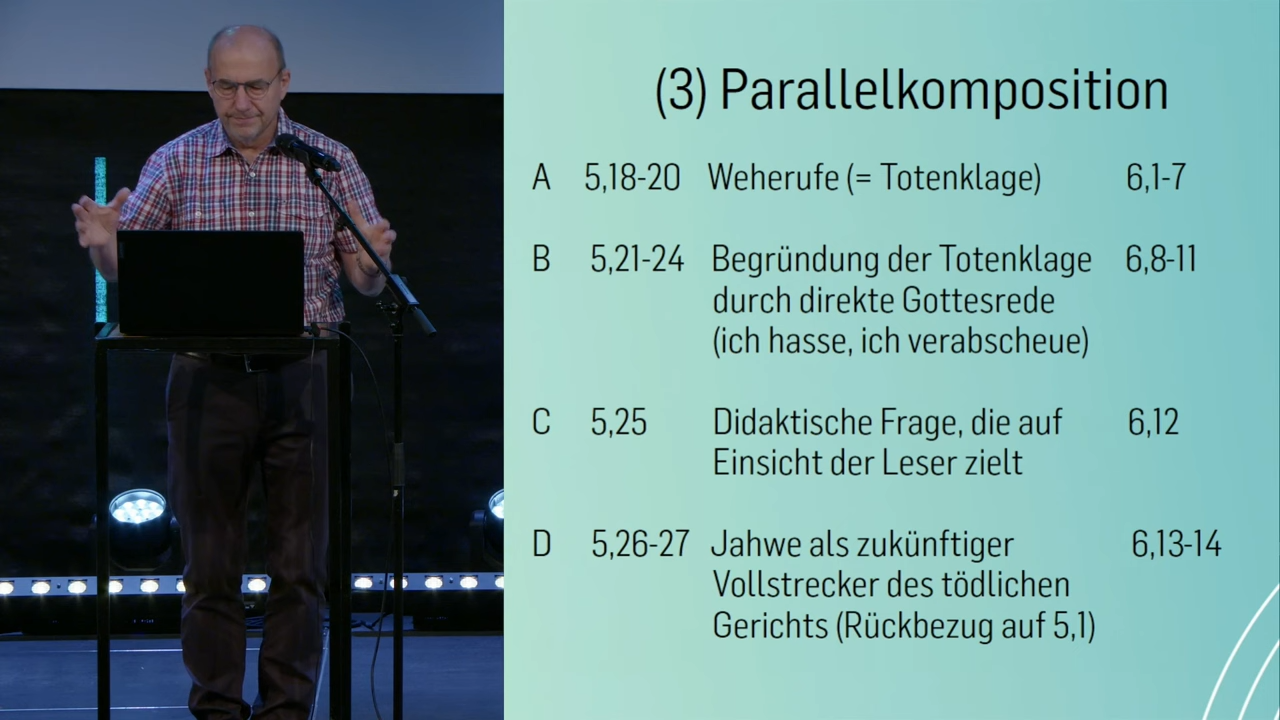 (3) Parallelkomposition
A 5,18-20 Weherufe (= Totenklage) 6,1-7
B 5,21-24 Begründung der Totenklage 6,8-11
durch direkte Gottesrede
(ich hasse, ich verabscheue)
C 5,25 Didaktische Frage, die auf 6,12
Einsicht der Leser zielt
D 5,26-27 Jahwe als zukünftiger 6,13-14
Vollstrecker des tödlichen
Gerichts (Rückbezug auf 5,1)